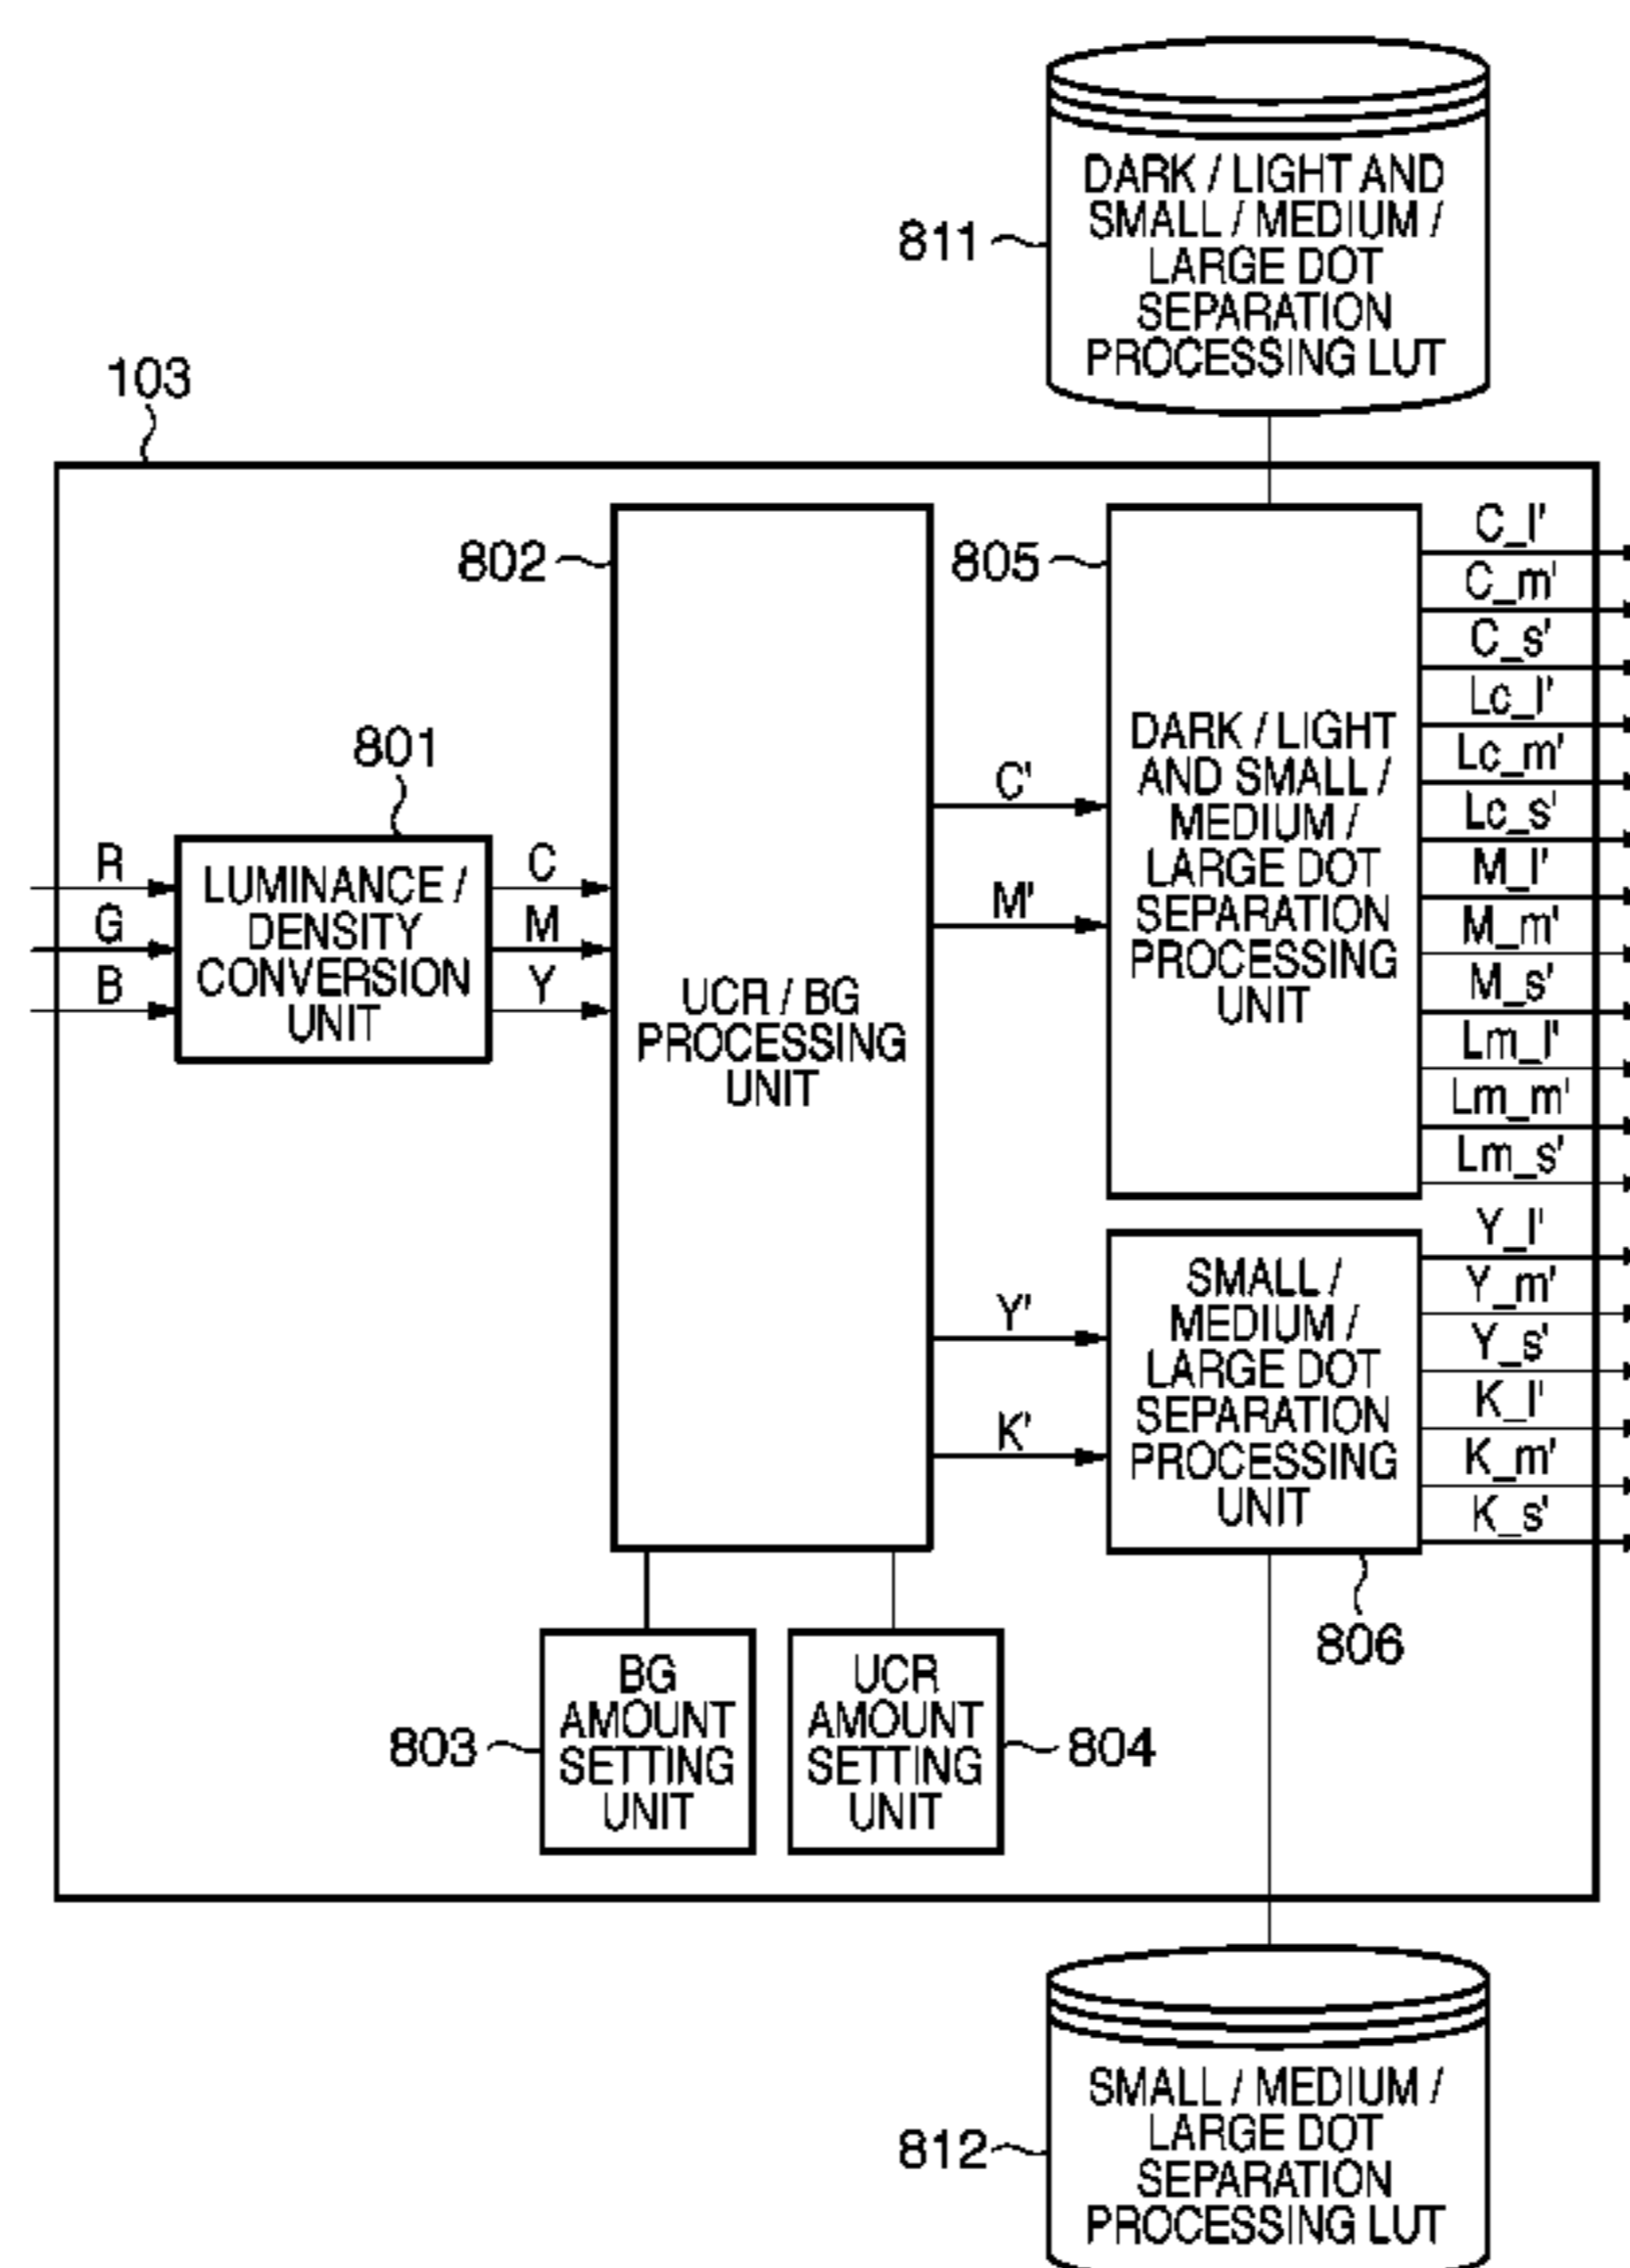 DARK / LIGHT AND
SMALL / MEDIUM /
LARGE DOT
SEPARATION
PROCESSING LUT
811
103
802
805
801
R
G
B
LUMINANCE /
DENSITY
CONVERSION
UNIT
C
M
Y
UCR / BG
PROCESSING
UNIT
C'
M'
Y'
K'
DARK / LIGHT
AND SMALL /
MEDIUM /
LARGE DOT
SEPARATION
PROCESSING
UNIT
C_l'
C_m'
C_s'
Lc_l'
Lc_m'
Lc_s'
M_l'
M_m'
M_s'
Lm_l'
Lm_m'
Lm_s'
SMALL /
MEDIUM /
LARGE DOT
SEPARATION
PROCESSING
UNIT
Y_l'
Y_m'
Y_s'
K_l'
K_m'
K_s'
806
BG
AMOUNT
SETTING
UNIT
803
UCR
AMOUNT
SETTING
UNIT
804
812
SMALL / MEDIUM /
LARGE DOT
SEPARATION
PROCESSING LUT